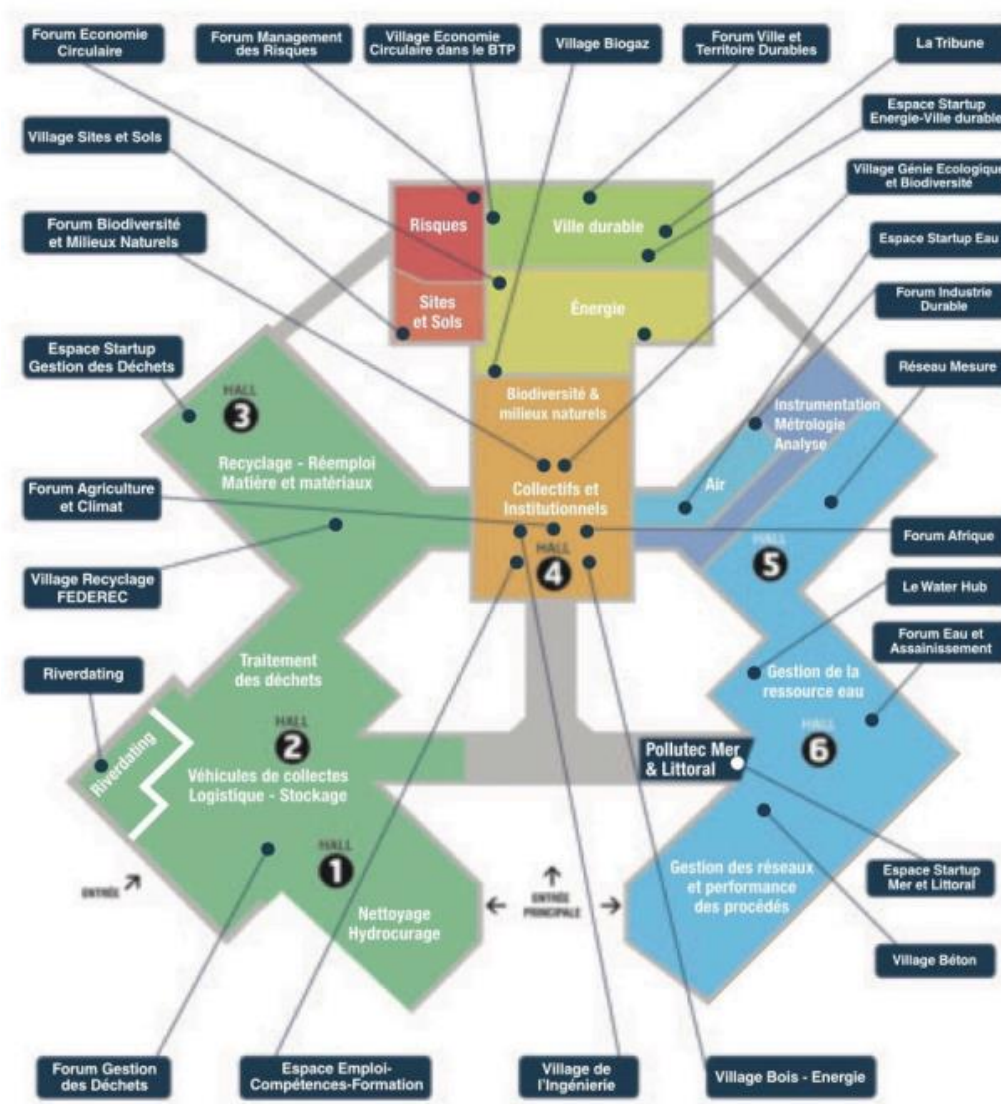 Forum Economie
Circulaire
Forum Management
des Risques
Village Economie
Circulaire dans le BTP
Village Biogaz
Forum Ville et
Territoire Durables
La Tribune
Espace Startup
Energie-Ville durable
Village Sites et Sols
Village Génie Ecologique
et Biodiversité
Forum Biodiversité
et Milieux Naturels
Espace Startup Eau
Forum Industrie
Durable
Espace Startup
Gestion des Déchets
Réseau Mesure
Risques
Ville durable
Sites
et Sols
Énergie
HALL
3
Biodiversité &
milieux naturels
Instrumentation
Métrologie
Analyse
Recyclage - Réemploi
Matière et matériaux
Collectifs et
Institutionnels
Air
Forum Agriculture
et Climat
HALL
4
HALL
5
Forum Afrique
Village Recyclage
FEDEREC
Le Water Hub
Forum Eau et
Assainissement
Riverdating
Traitement
des déchets
Gestion de la
ressource eau
HALL
2
HALL
6
Riverdating
Véhicules de collectes
Logistique - Stockage
Pollutec Mer
& Littoral
HALL
1
ENTRÉE
Nettoyage
Hydrocurage
ENTRÉE
PRINCIPALE
Gestion des réseaux
et performance
des procédés
Espace Startup
Mer et Littoral
Village Béton
Forum Gestion
des Déchets
Espace Emploi-
Compétences-Formation
Village de
l'Ingénierie
Village Bois - Energie